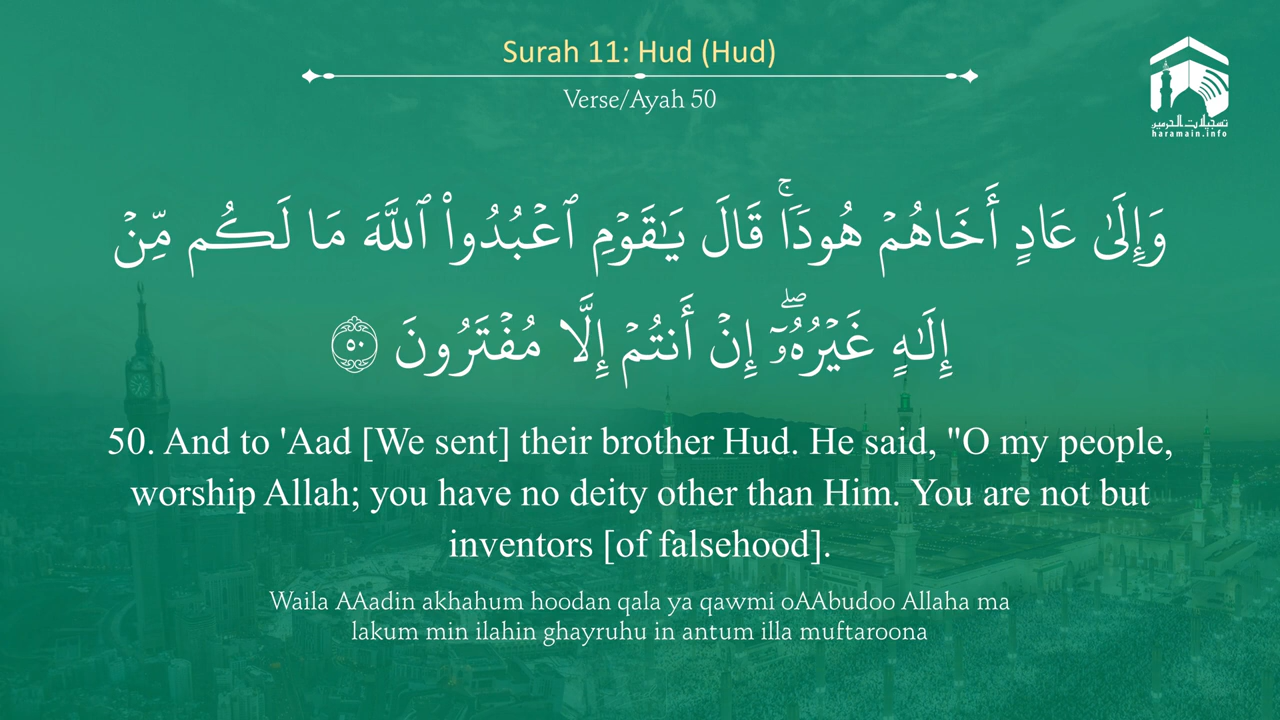 Surah 11: Hud (Hud)
Verse/Ayah 50
تسجيلات الحرمين
haramain.info
وَإِلَىٰ عَادٍ أَخَاهُمۡ هُودٗاۚ قَالَ يَٰقَوۡمِ ٱعۡبُدُواْ ٱللَّهَ مَا لَكُم مِّنۡ
إِلَٰهٍ غَيۡرُهُۥٓۖ إِنۡ أَنتُمۡ إِلَّا مُفۡتَرُونَ ٥٠
50. And to 'Aad [We sent] their brother Hud. He said, "O my people,
worship Allah; you have no deity other than Him. You are not but
inventors [of falsehood].
Waila AAadin akhahum hoodan qala ya qawmi oAAbudoo Allaha ma
lakum min ilahin ghayruhu in antum illa muftaroona